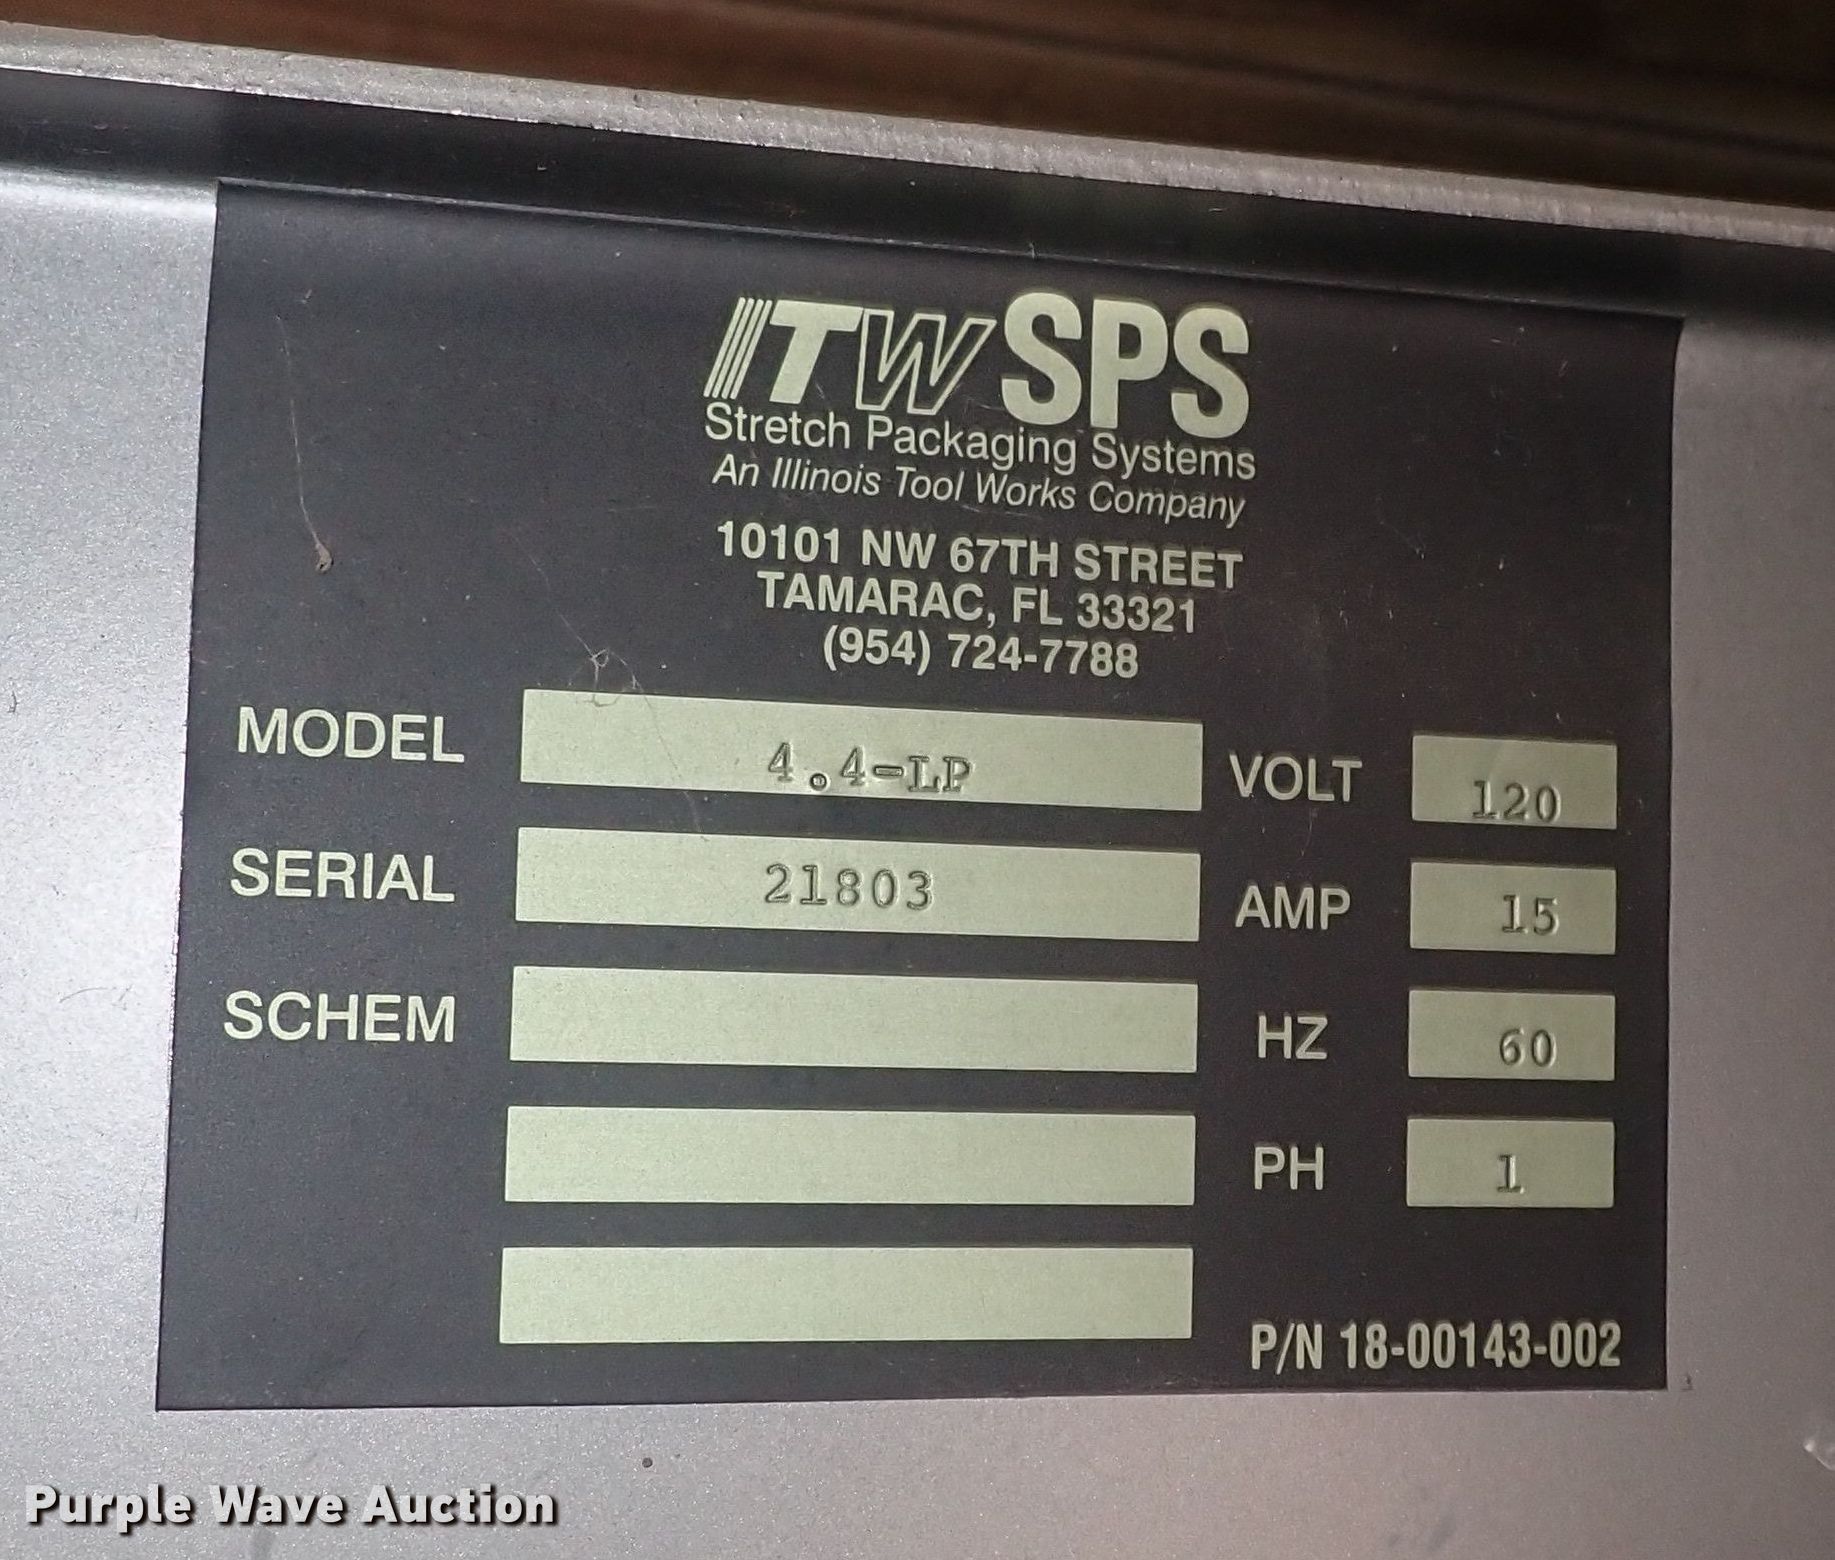 ITW SPS
Stretch Packaging Systems
An Illinois Tool Works Company
10101 NW 67TH STREET
TAMARAC, FL 33321
(954) 724-7788
MODEL 4.4-LP VOLT 120
SERIAL 21803 AMP 15
SCHEM HZ 60
PH 1
P/N 18-00143-002
Purple Wave Auction